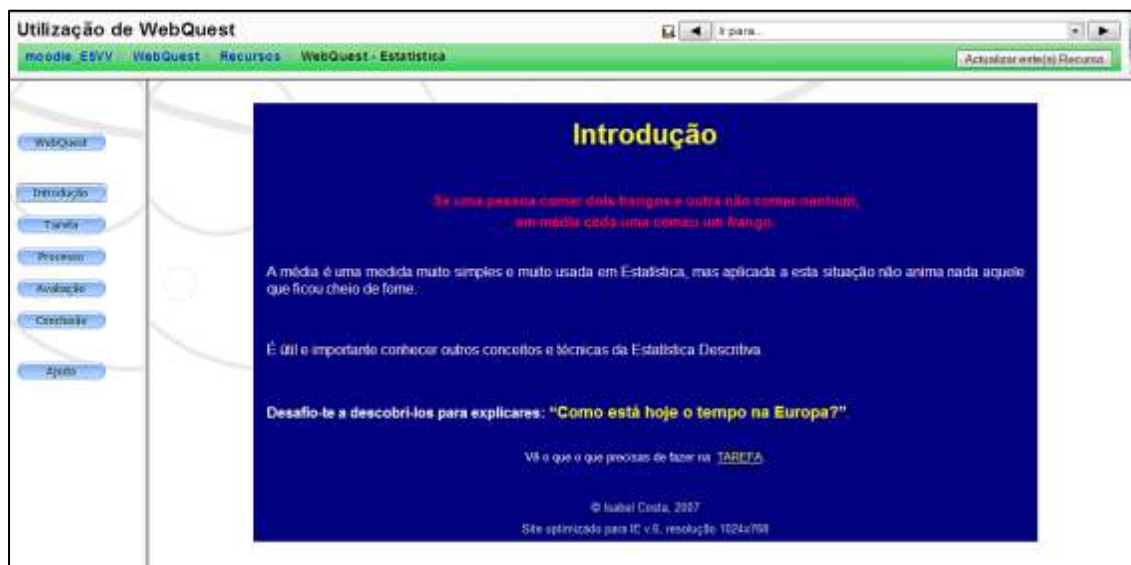 Utilização de WebQuest
Ir para...
moodle_ESVV WebQuest Recursos WebQuest - Estatística
Actualizar este(a) Recurso
WebQuest
Introdução
Tarefa
Processo
Avaliação
Conclusão
Ajuda
Introdução
Se uma pessoa comer dois frangos e outra não comer nenhum,
em média cada uma comeu um frango.
A média é uma medida muito simples e muito usada em Estatística, mas aplicada a esta situação não anima nada aquele
que ficou cheio de fome.
É útil e importante conhecer outros conceitos e técnicas da Estatística Descritiva.
Desafio-te a descobri-los para explicares: “Como está hoje o tempo na Europa?”.
Vê o que o que precisas de fazer na TAREFA.
© Isabel Costa, 2007
Site optimizado para IE v.6, resolução 1024x768